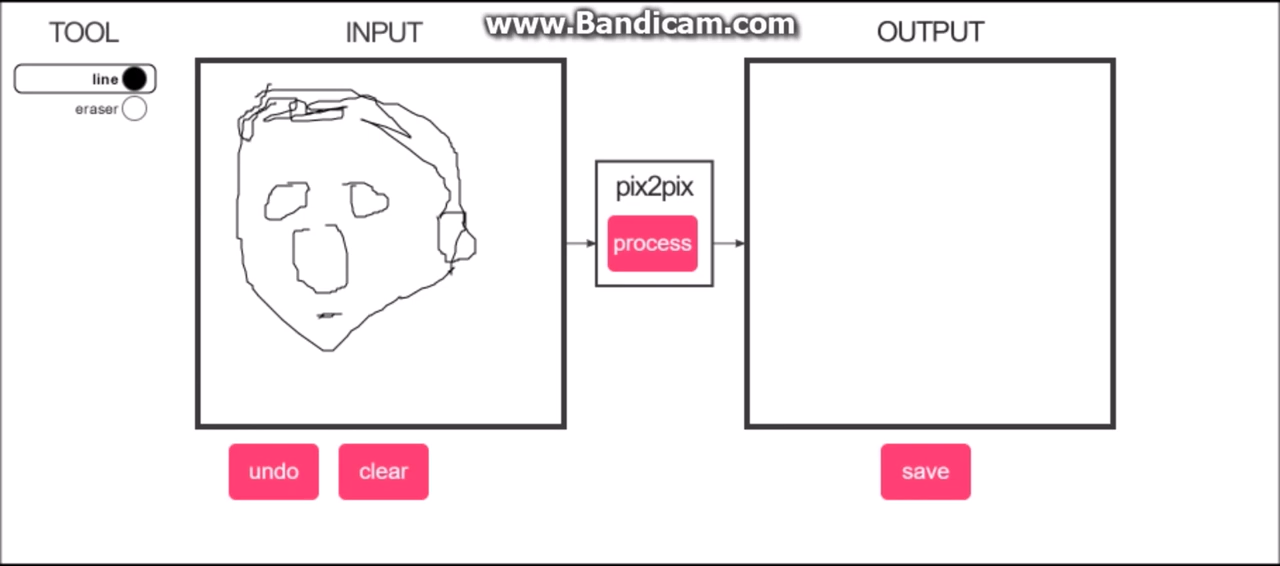 www.Bandicam.com
TOOL
INPUT
OUTPUT
line
eraser
pix2pix
process
undo
clear
save